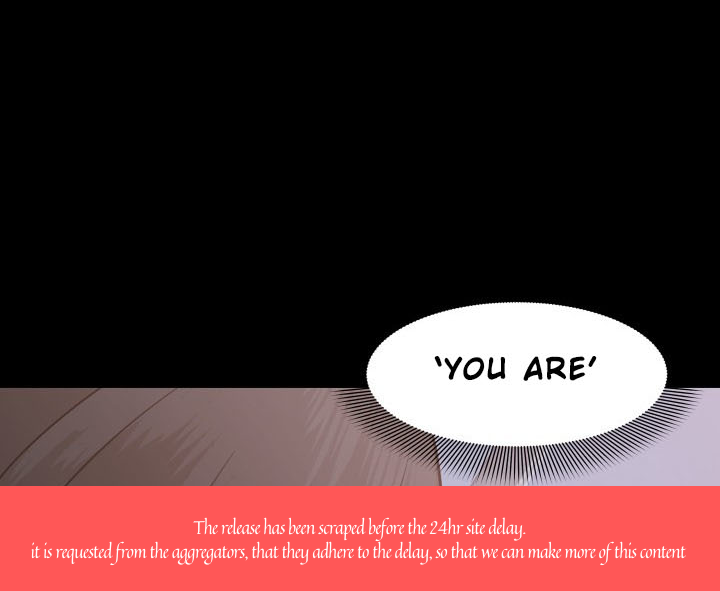 'YOU ARE'
The release has been scraped before the 24hr site delay.
it is requested from the aggregators, that they adhere to the delay, so that we can make more of this content